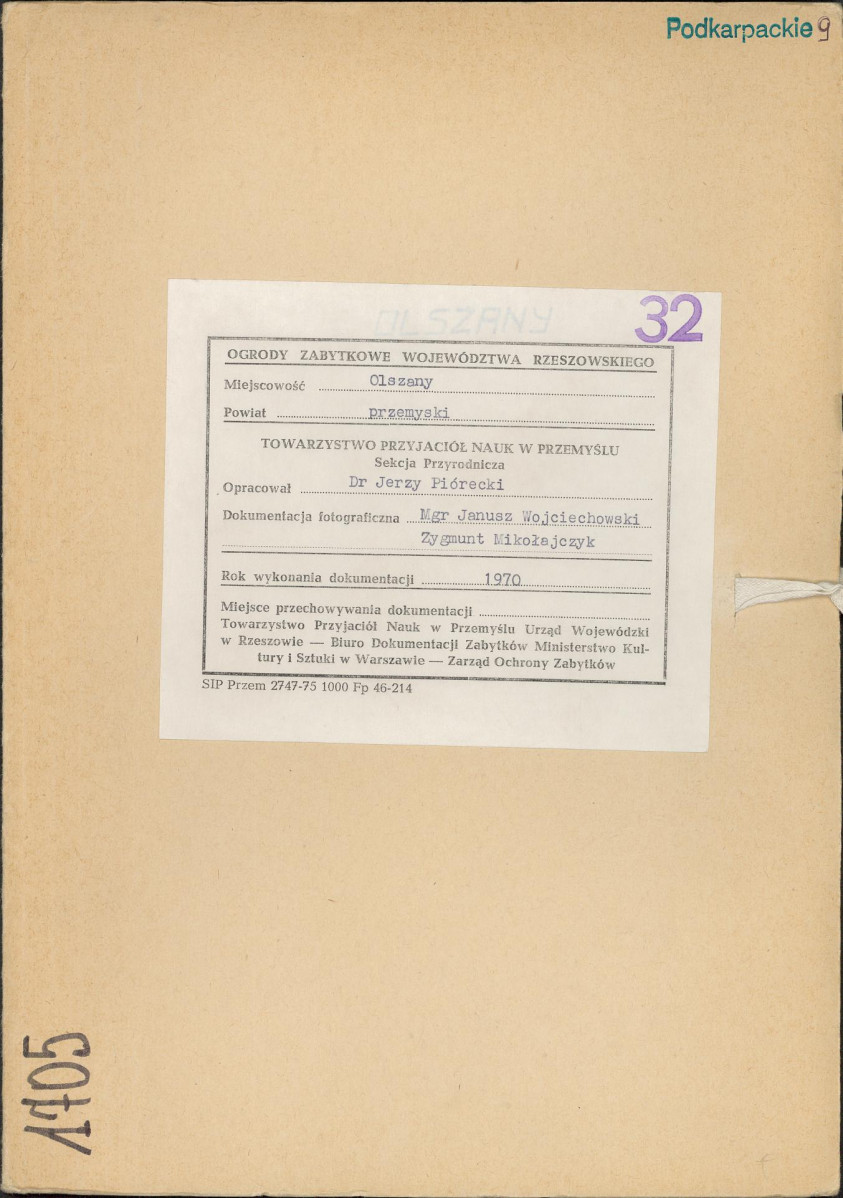 Podkarpackie 9
OLSZANY
32
OGRODY ZABYTKOWE WOJEWÓDZTWA RZESZOWSKIEGO
Miejscowość Olszany
Powiat przemyski
TOWARZYSTWO PRZYJACIÓŁ NAUK W PRZEMYŚLU
Sekcja Przyrodnicza
Opracował Dr Jerzy Piórecki
Dokumentacja fotograficzna Mgr Janusz Wojciechowski
Zygmunt Mikołajczyk
Rok wykonania dokumentacji 1970
Miejsce przechowywania dokumentacji
Towarzystwo Przyjaciół Nauk w Przemyślu Urząd Wojewódzki
w Rzeszowie — Biuro Dokumentacji Zabytków Ministerstwo Kul-
tury i Sztuki w Warszawie — Zarząd Ochrony Zabytków
SIP Przem 2747-75 1000 Fp 46-214
1705